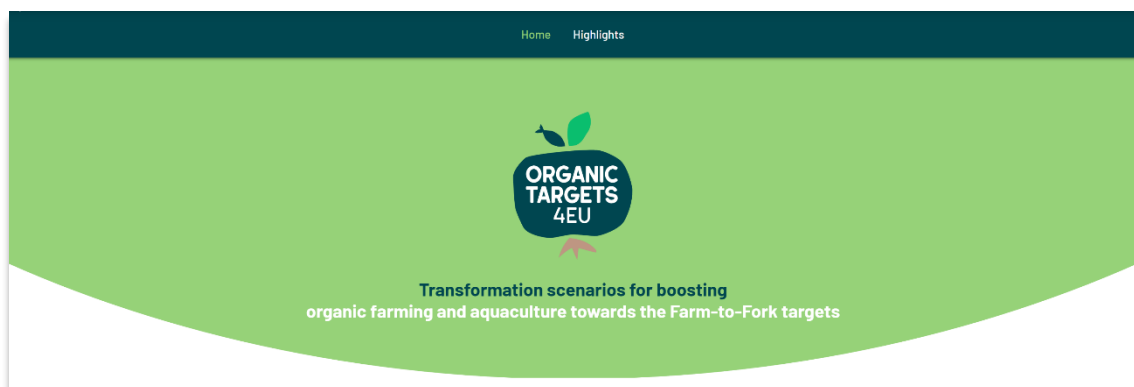 Home Highlights
ORGANIC
TARGETS
4EU
Transformation scenarios for boosting
organic farming and aquaculture towards the Farm-to-Fork targets